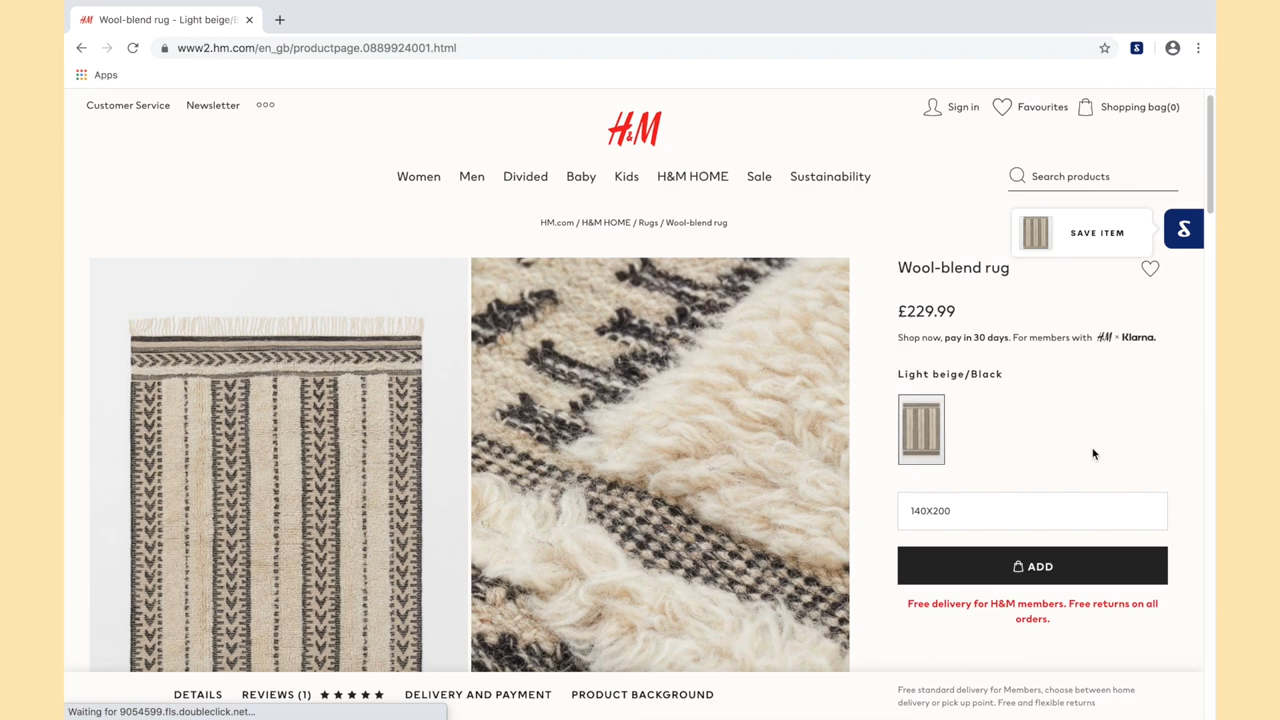 H&M Wool-blend rug - Light beige/
www2.hm.com/en_gb/productpage.0889924001.html
Apps
Customer Service Newsletter
Sign in Favourites Shopping bag(0)
H&M
Women Men Divided Baby Kids H&M HOME Sale Sustainability
Search products
HM.com / H&M HOME / Rugs / Wool-blend rug
SAVE ITEM
Wool-blend rug
£229.99
Shop now, pay in 30 days. For members with H&M × Klarna.
Light beige/Black
140X200
ADD
Free delivery for H&M members. Free returns on all
orders.
DETAILS REVIEWS (1) ★★★★★ DELIVERY AND PAYMENT PRODUCT BACKGROUND
Free standard delivery for Members, choose between home
delivery or pick up point. Free and flexible returns
Waiting for 9054599.fls.doubleclick.net...